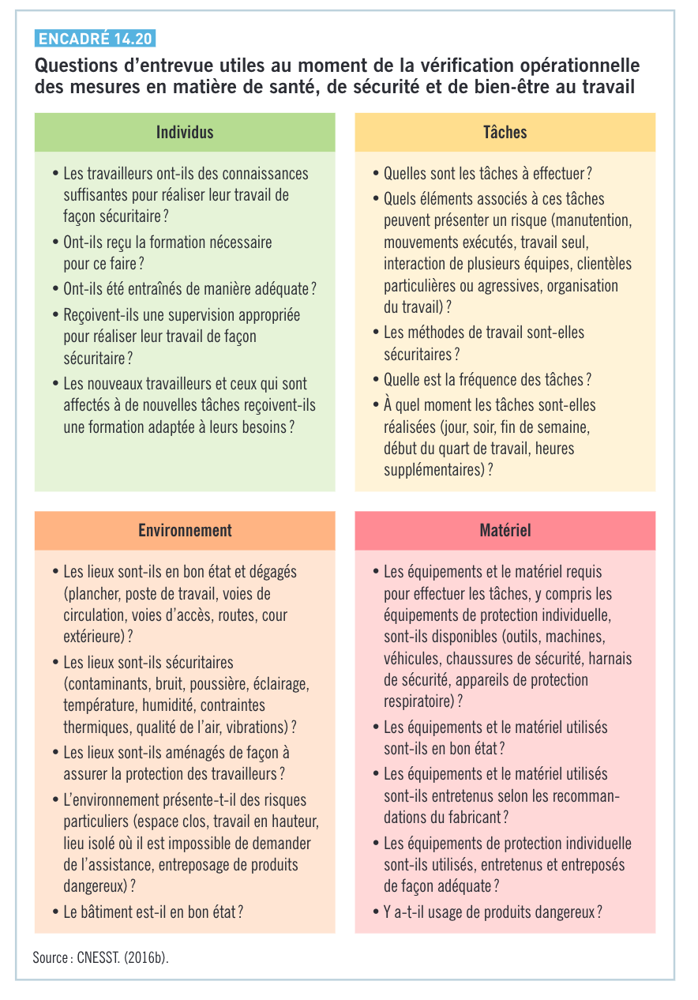 ENCADRÉ 14.20
Questions d’entrevue utiles au moment de la vérification opérationnelle
des mesures en matière de santé, de sécurité et de bien-être au travail
Individus
• Les travailleurs ont-ils des connaissances
suffisantes pour réaliser leur travail de
façon sécuritaire ?
• Ont-ils reçu la formation nécessaire
pour ce faire ?
• Ont-ils été entraînés de manière adéquate ?
• Reçoivent-ils une supervision appropriée
pour réaliser leur travail de façon
sécuritaire ?
• Les nouveaux travailleurs et ceux qui sont
affectés à de nouvelles tâches reçoivent-ils
une formation adaptée à leurs besoins ?
Tâches
• Quelles sont les tâches à effectuer ?
• Quels éléments associés à ces tâches
peuvent présenter un risque (manutention,
mouvements exécutés, travail seul,
interaction de plusieurs équipes, clientèles
particulières ou agressives, organisation
du travail) ?
• Les méthodes de travail sont-elles
sécuritaires ?
• Quelle est la fréquence des tâches ?
• À quel moment les tâches sont-elles
réalisées (jour, soir, fin de semaine,
début du quart de travail, heures
supplémentaires) ?
Environnement
• Les lieux sont-ils en bon état et dégagés
(plancher, poste de travail, voies de
circulation, voies d’accès, routes, cour
extérieure) ?
• Les lieux sont-ils sécuritaires
(contaminants, bruit, poussière, éclairage,
température, humidité, contraintes
thermiques, qualité de l’air, vibrations) ?
• Les lieux sont-ils aménagés de façon à
assurer la protection des travailleurs ?
• L’environnement présente-t-il des risques
particuliers (espace clos, travail en hauteur,
lieu isolé où il est impossible de demander
de l’assistance, entreposage de produits
dangereux) ?
• Le bâtiment est-il en bon état ?
Matériel
• Les équipements et le matériel requis
pour effectuer les tâches, y compris les
équipements de protection individuelle,
sont-ils disponibles (outils, machines,
véhicules, chaussures de sécurité, harnais
de sécurité, appareils de protection
respiratoire) ?
• Les équipements et le matériel utilisés
sont-ils en bon état ?
• Les équipements et le matériel utilisés
sont-ils entretenus selon les recomman-
dations du fabricant ?
• Les équipements de protection individuelle
sont-ils utilisés, entretenus et entreposés
de façon adéquate ?
• Y a-t-il usage de produits dangereux ?
Source : CNESST. (2016b).